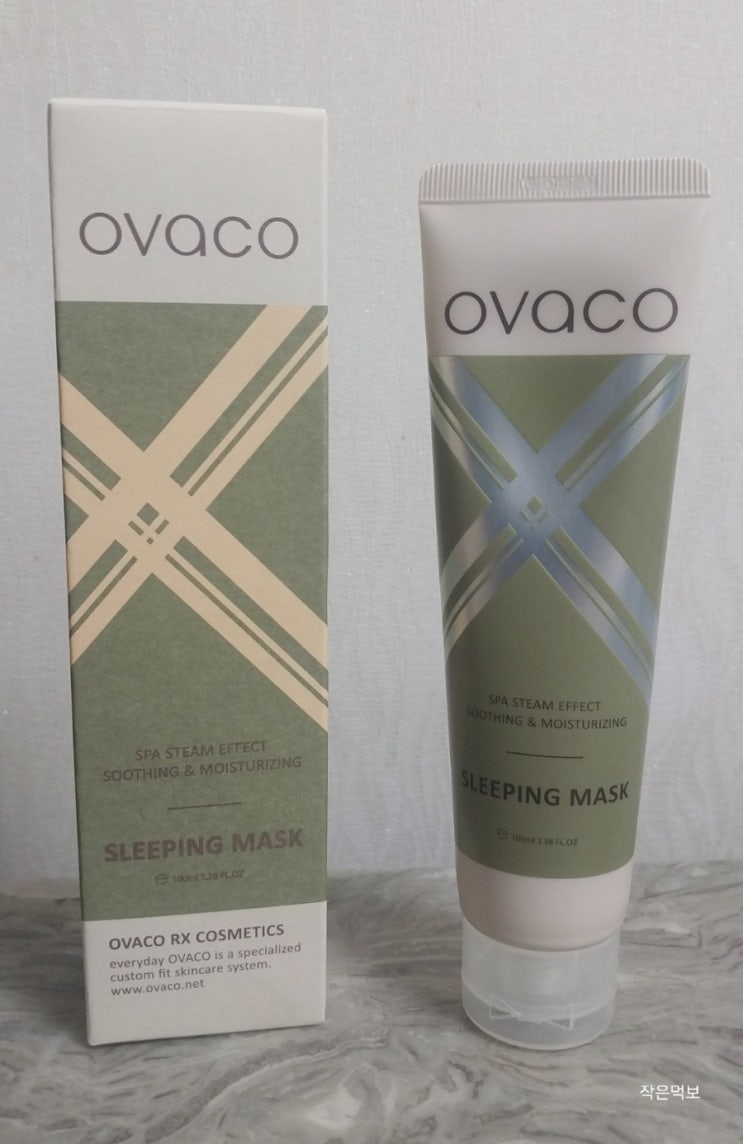 ovaco
SPA STEAM EFFECT
SOOTHING & MOISTURIZING
SLEEPING MASK
℮ 100ml 3.38 FL.OZ
OVACO RX COSMETICS
everyday OVACO is a specialized
custom fit skincare system.
www.ovaco.net
ovaco
SPA STEAM EFFECT
SOOTHING & MOISTURIZING
SLEEPING MASK
℮ 100ml 3.38 FL.OZ
작은먹보